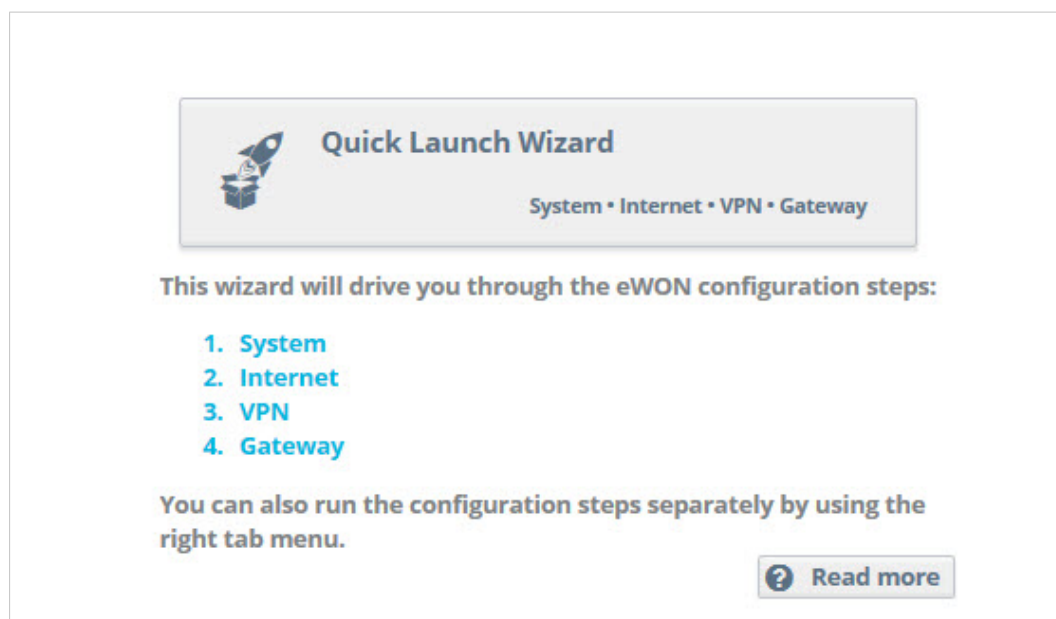 Quick Launch Wizard
System • Internet • VPN • Gateway
This wizard will drive you through the eWON configuration steps:
1. System
2. Internet
3. VPN
4. Gateway
You can also run the configuration steps separately by using the
right tab menu.
Read more